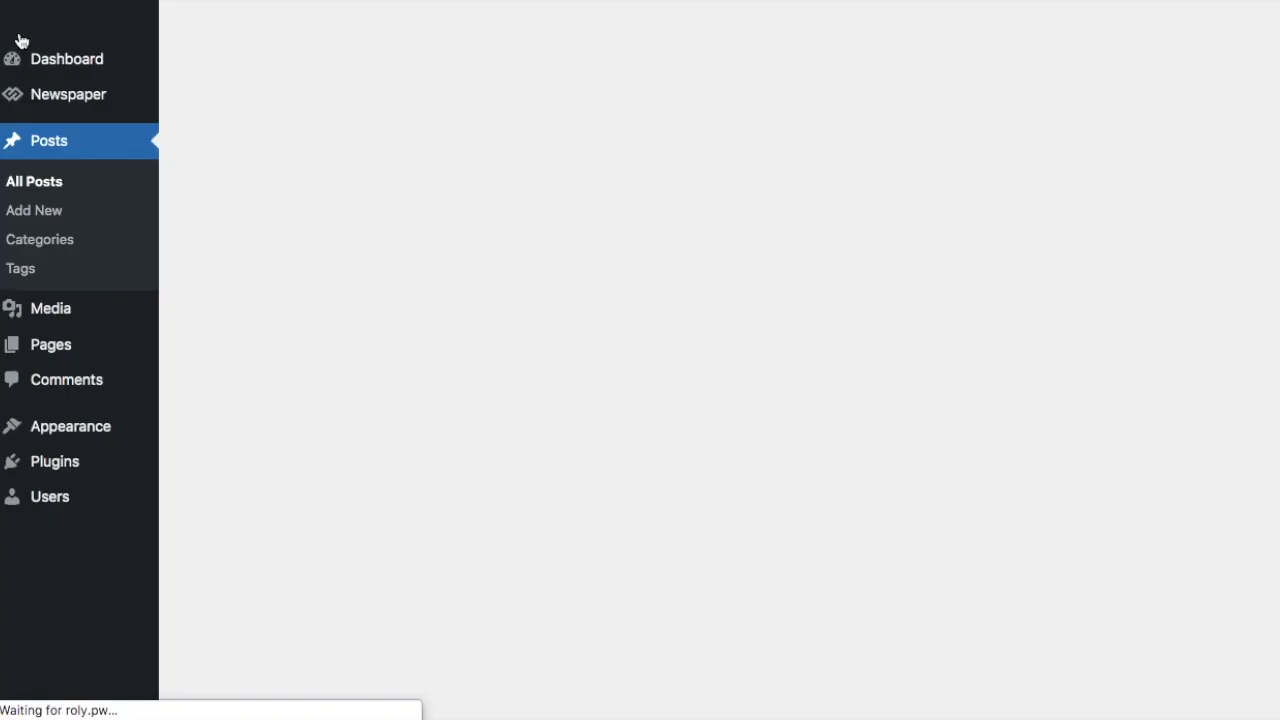 Dashboard
Newspaper
Posts
All Posts
Add New
Categories
Tags
Media
Pages
Comments
Appearance
Plugins
Users
Waiting for roly.pw...